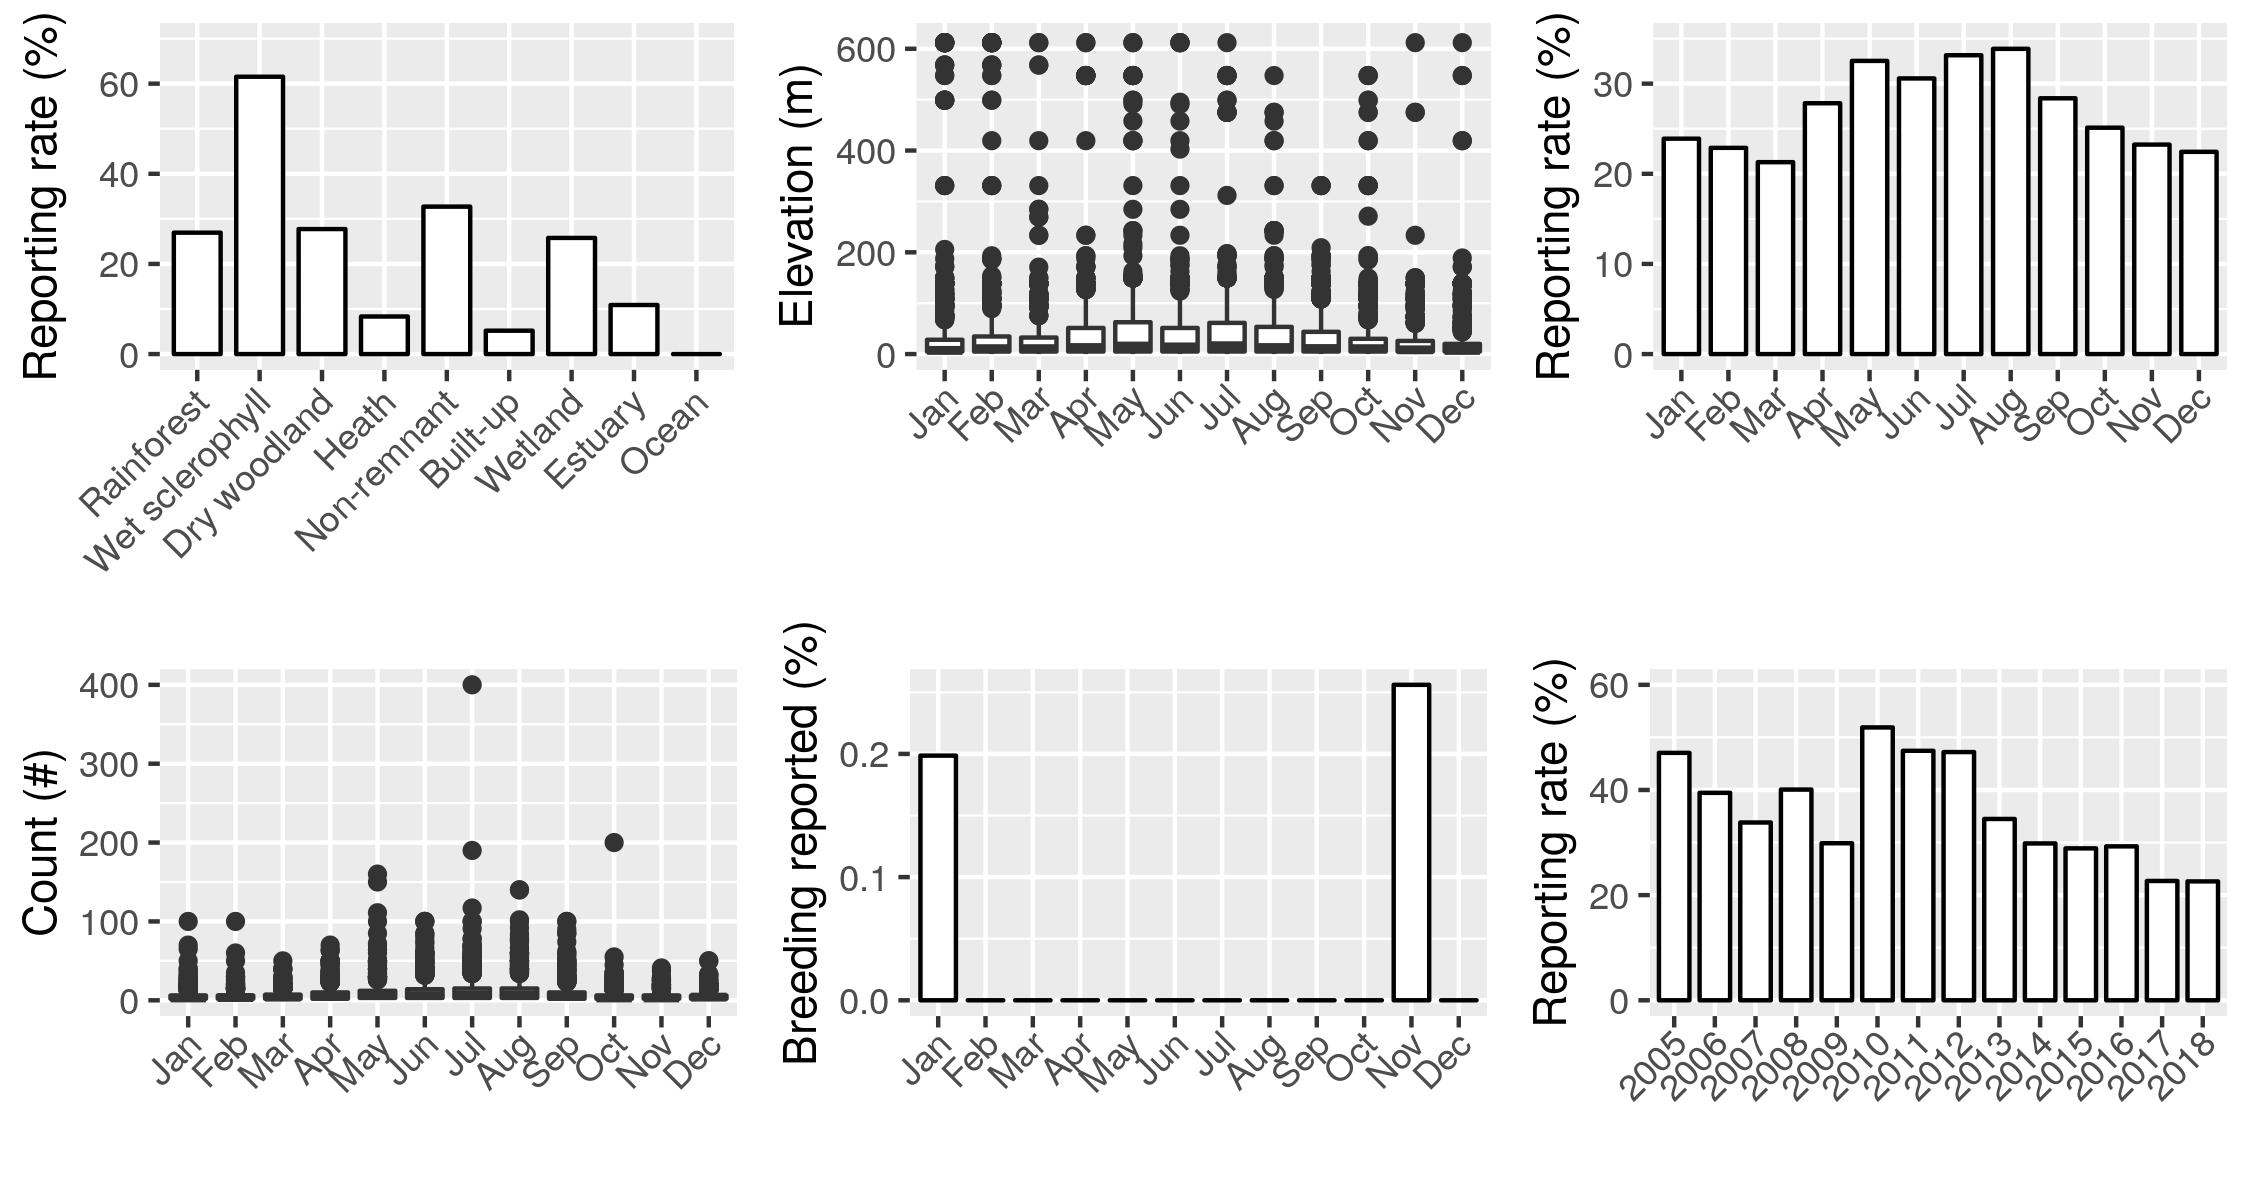 Reporting rate (%)
60
40
20
0
Rainforest
Wet sclerophyll
Dry woodland
Heath
Non-remnant
Built-up
Wetland
Estuary
Ocean
Elevation (m)
600
400
200
0
Jan
Feb
Mar
Apr
May
Jun
Jul
Aug
Sep
Oct
Nov
Dec
Reporting rate (%)
30
20
10
0
Jan
Feb
Mar
Apr
May
Jun
Jul
Aug
Sep
Oct
Nov
Dec
Count (#)
400
300
200
100
0
Jan
Feb
Mar
Apr
May
Jun
Jul
Aug
Sep
Oct
Nov
Dec
Breeding reported (%)
0.2
0.1
0.0
Jan
Feb
Mar
Apr
May
Jun
Jul
Aug
Sep
Oct
Nov
Dec
Reporting rate (%)
60
40
20
0
2005
2006
2007
2008
2009
2010
2011
2012
2013
2014
2015
2016
2017
2018